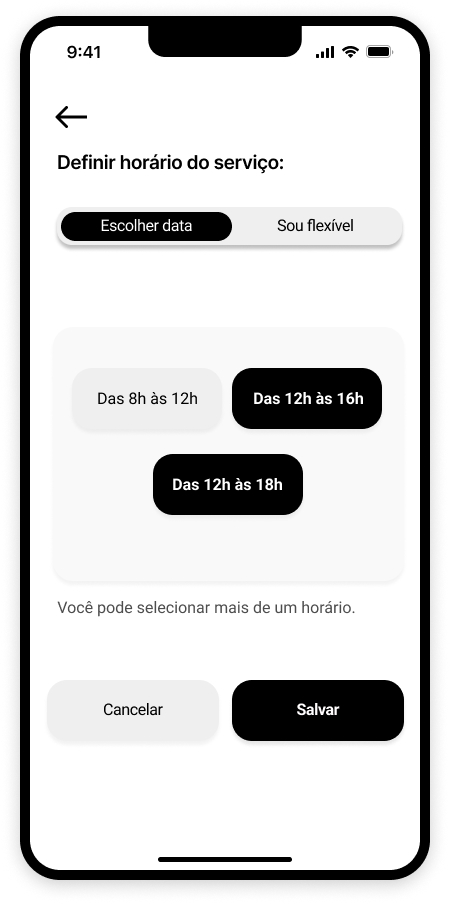 9:41
Definir horário do serviço:
Escolher data Sou flexível
Das 8h às 12h Das 12h às 16h
Das 12h às 18h
Você pode selecionar mais de um horário.
Cancelar Salvar